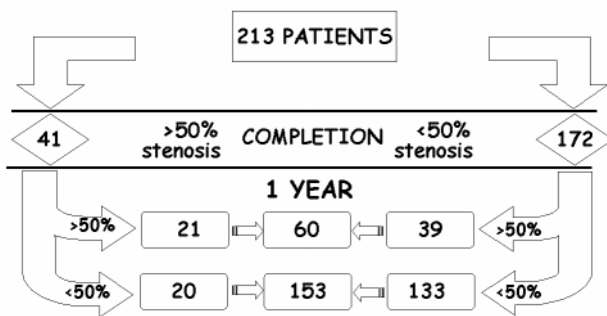 213 PATIENTS
41
>50%
stenosis
COMPLETION
<50%
stenosis
172
1 YEAR
>50%
21
60
39
>50%
<50%
20
153
133
<50%